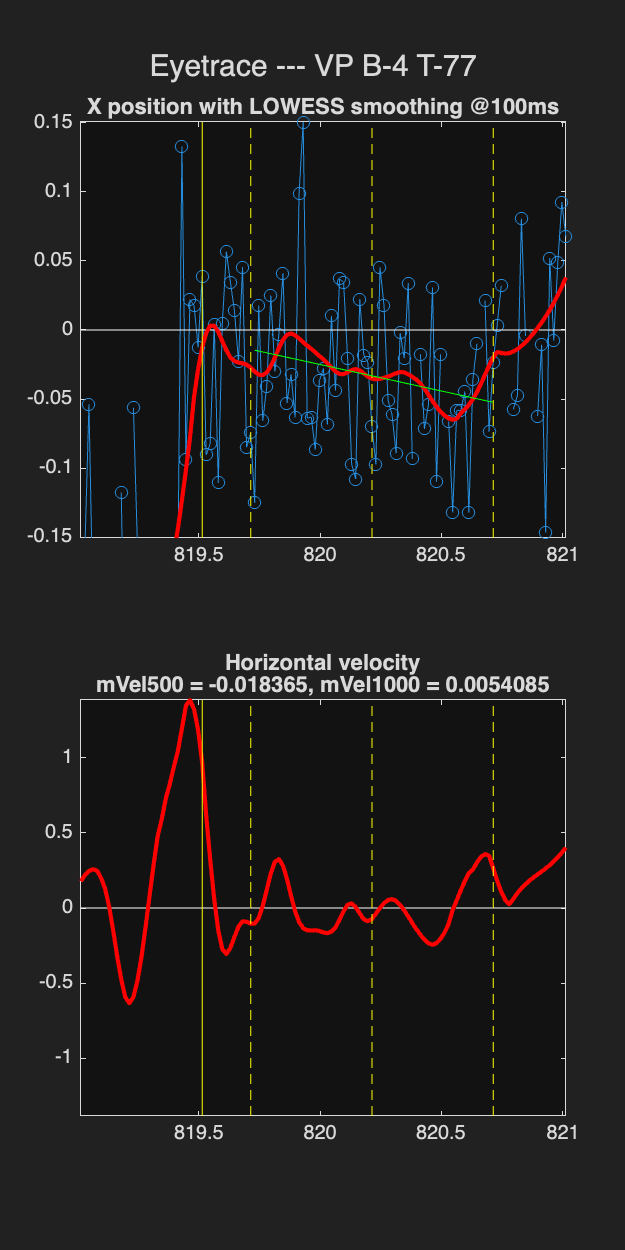 Eyetrace --- VP B-4 T-77
X position with LOWESS smoothing @100ms
0.15
0.1
0.05
0
-0.05
-0.1
-0.15
819.5 820 820.5 821
Horizontal velocity
mVel500 = -0.018365, mVel1000 = 0.0054085
1
0.5
0
-0.5
-1
819.5 820 820.5 821